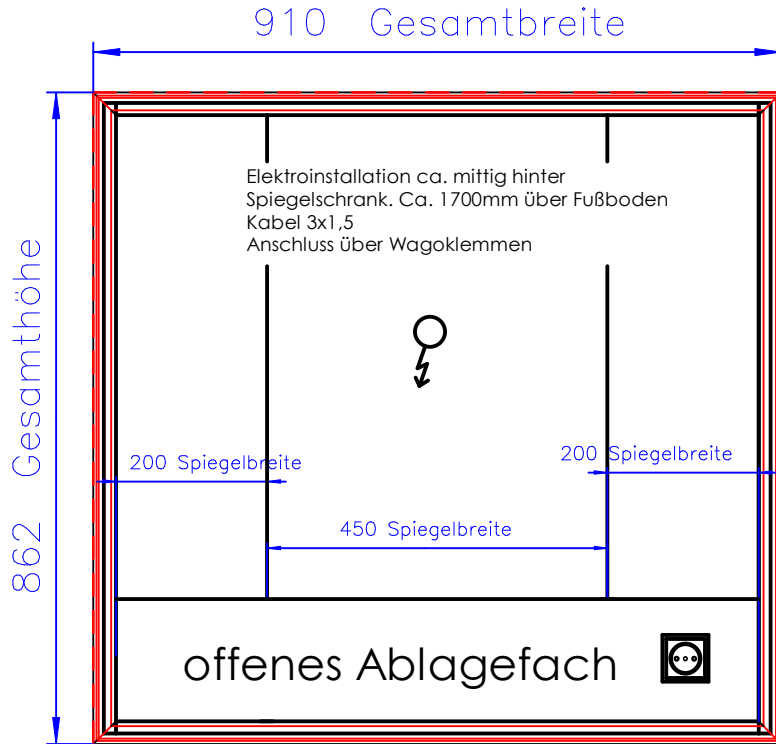 910 Gesamtbreite
Elektroinstallation ca. mittig hinter
Spiegelschrank. Ca. 1700mm über Fußboden
Kabel 3x1,5
Anschluss über Wagoklemmen
862 Gesamthöhe
200 Spiegelbreite
200 Spiegelbreite
450 Spiegelbreite
offenes Ablagefach